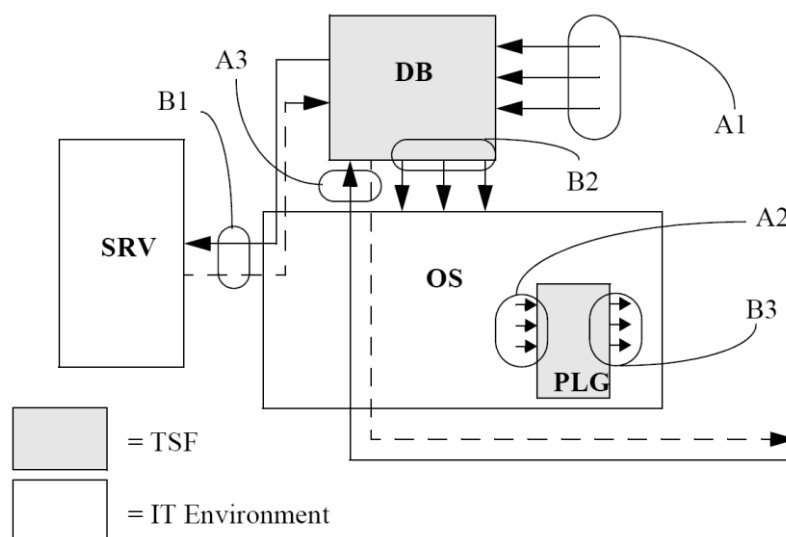 A3
DB
B1
A1
B2
SRV
A2
OS
B3
PLG
= TSF
= IT Environment